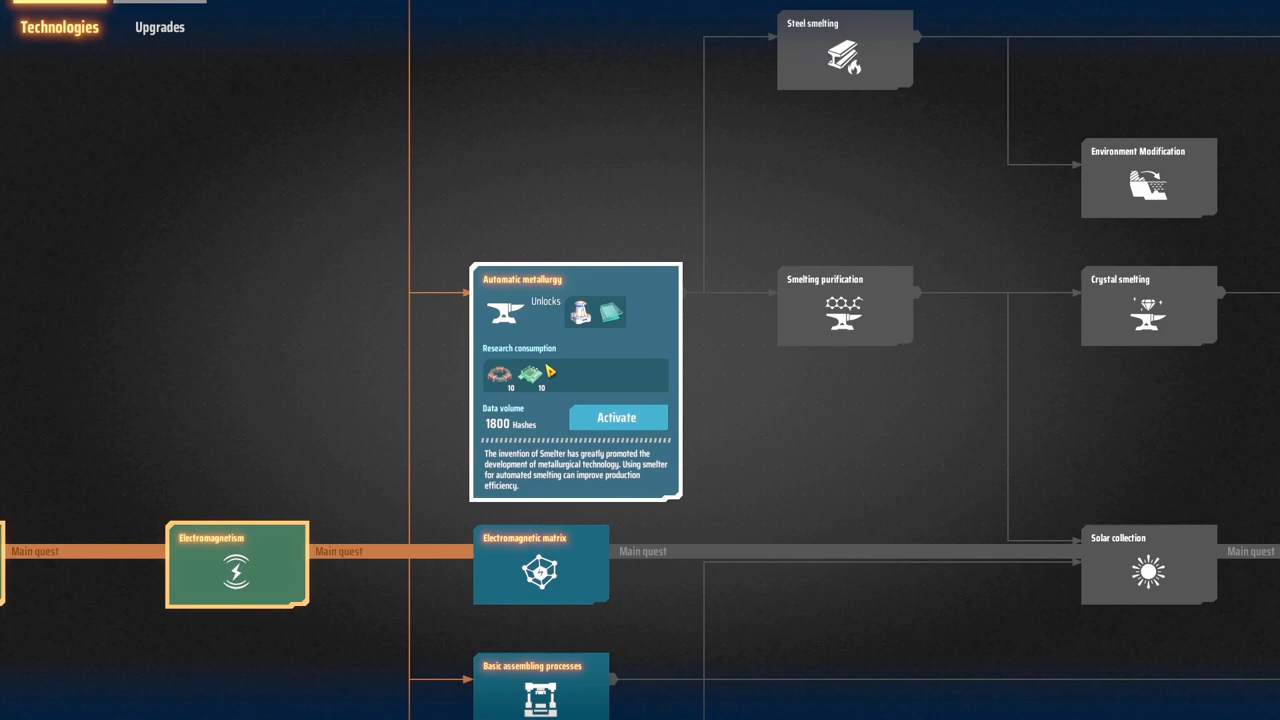 Technologies
Upgrades
Steel smelting
Environment Modification
Automatic metallurgy
Unlocks
Research consumption
10
10
Data volume
1800 Hashes
Activate
The invention of Smelter has greatly promoted the
development of metallurgical technology. Using smelter
for automated smelting can improve production
efficiency.
Smelting purification
Crystal smelting
Main quest
Electromagnetism
Main quest
Electromagnetic matrix
Main quest
Solar collection
Main quest
Basic assembling processes